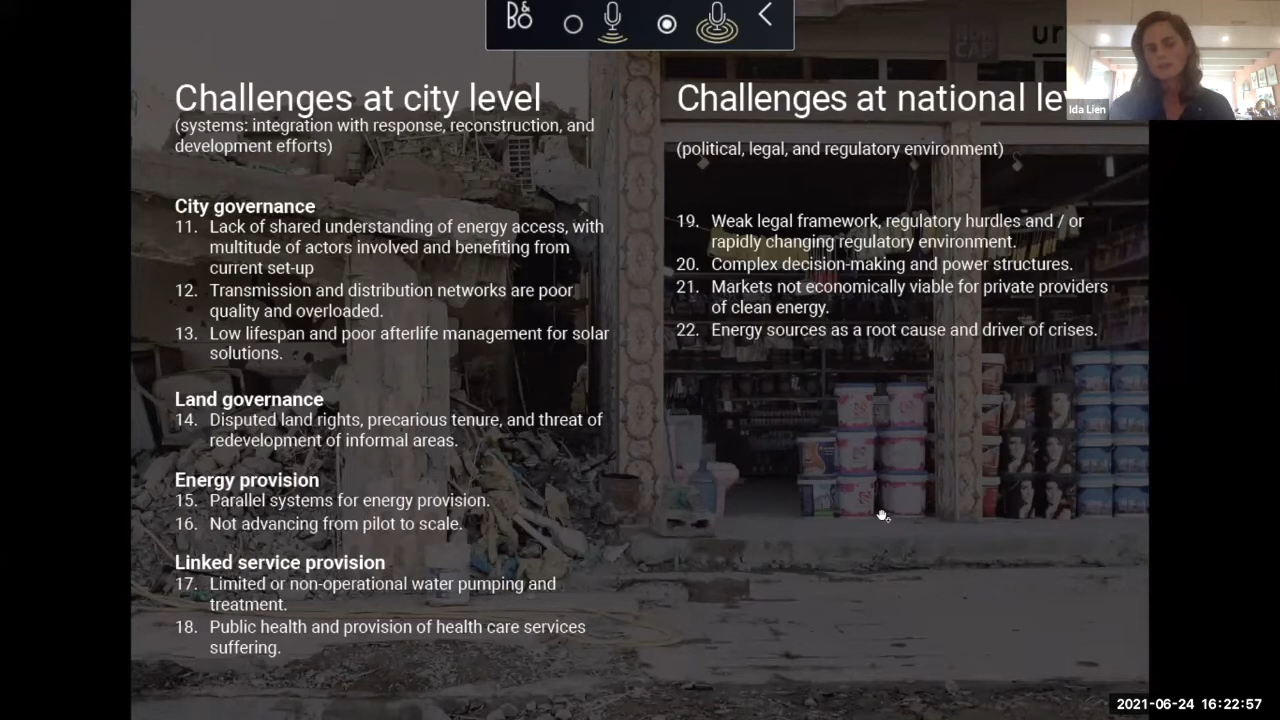 B&O
NOR
CAP
ur
Challenges at city level
(systems: integration with response, reconstruction, and
development efforts)
City governance
11. Lack of shared understanding of energy access, with
multitude of actors involved and benefiting from
current set-up
12. Transmission and distribution networks are poor
quality and overloaded.
13. Low lifespan and poor afterlife management for solar
solutions.
Land governance
14. Disputed land rights, precarious tenure, and threat of
redevelopment of informal areas.
Energy provision
15. Parallel systems for energy provision.
16. Not advancing from pilot to scale.
Linked service provision
17. Limited or non-operational water pumping and
treatment.
18. Public health and provision of health care services
suffering.
Challenges at national le
(political, legal, and regulatory environment)
19. Weak legal framework, regulatory hurdles and / or
rapidly changing regulatory environment.
20. Complex decision-making and power structures.
21. Markets not economically viable for private providers
of clean energy.
22. Energy sources as a root cause and driver of crises.
Ida Lien
2021-06-24 16:22:57